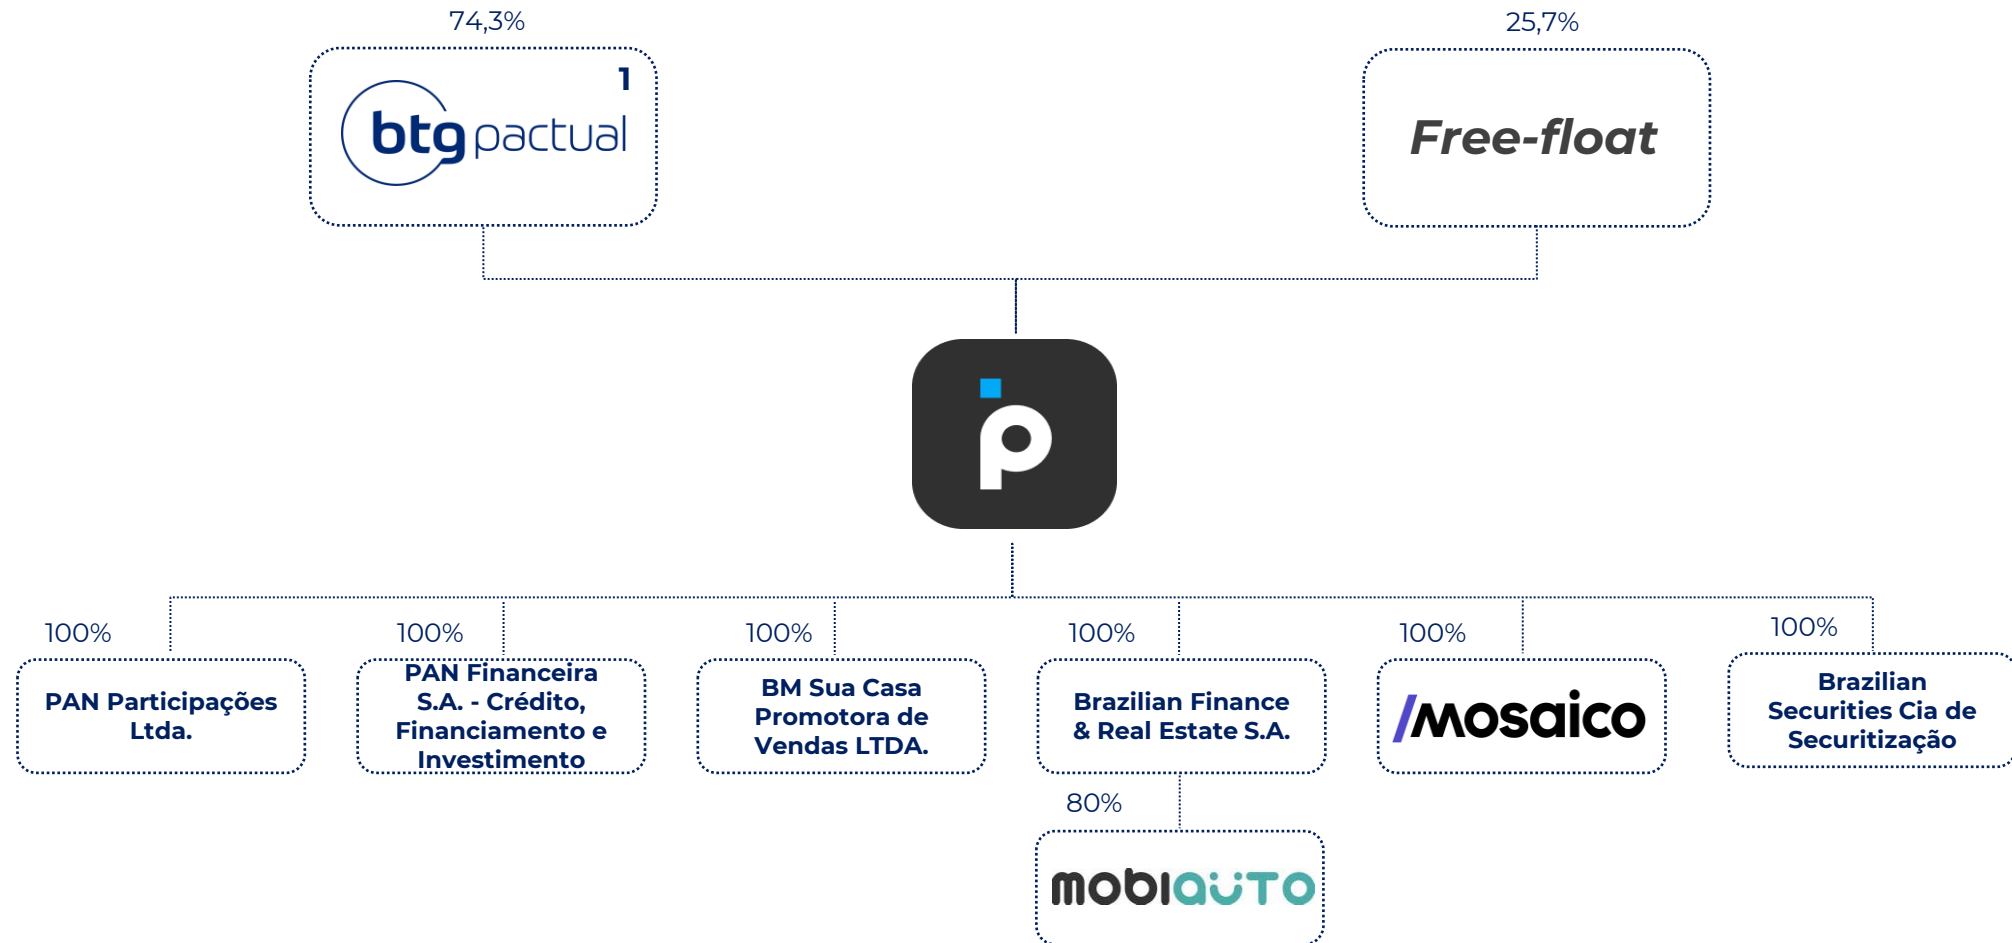 74,3%
25,7%
1
btg pactual
Free-float
p
100%
100%
100%
100%
100%
100%
PAN Participações
Ltda.
PAN Financeira
S.A. - Crédito,
Financiamento e
Investimento
BM Sua Casa
Promotora de
Vendas LTDA.
Brazilian Finance
& Real Estate S.A.
/mosaico
Brazilian
Securities Cia de
Securitização
80%
mobiauto